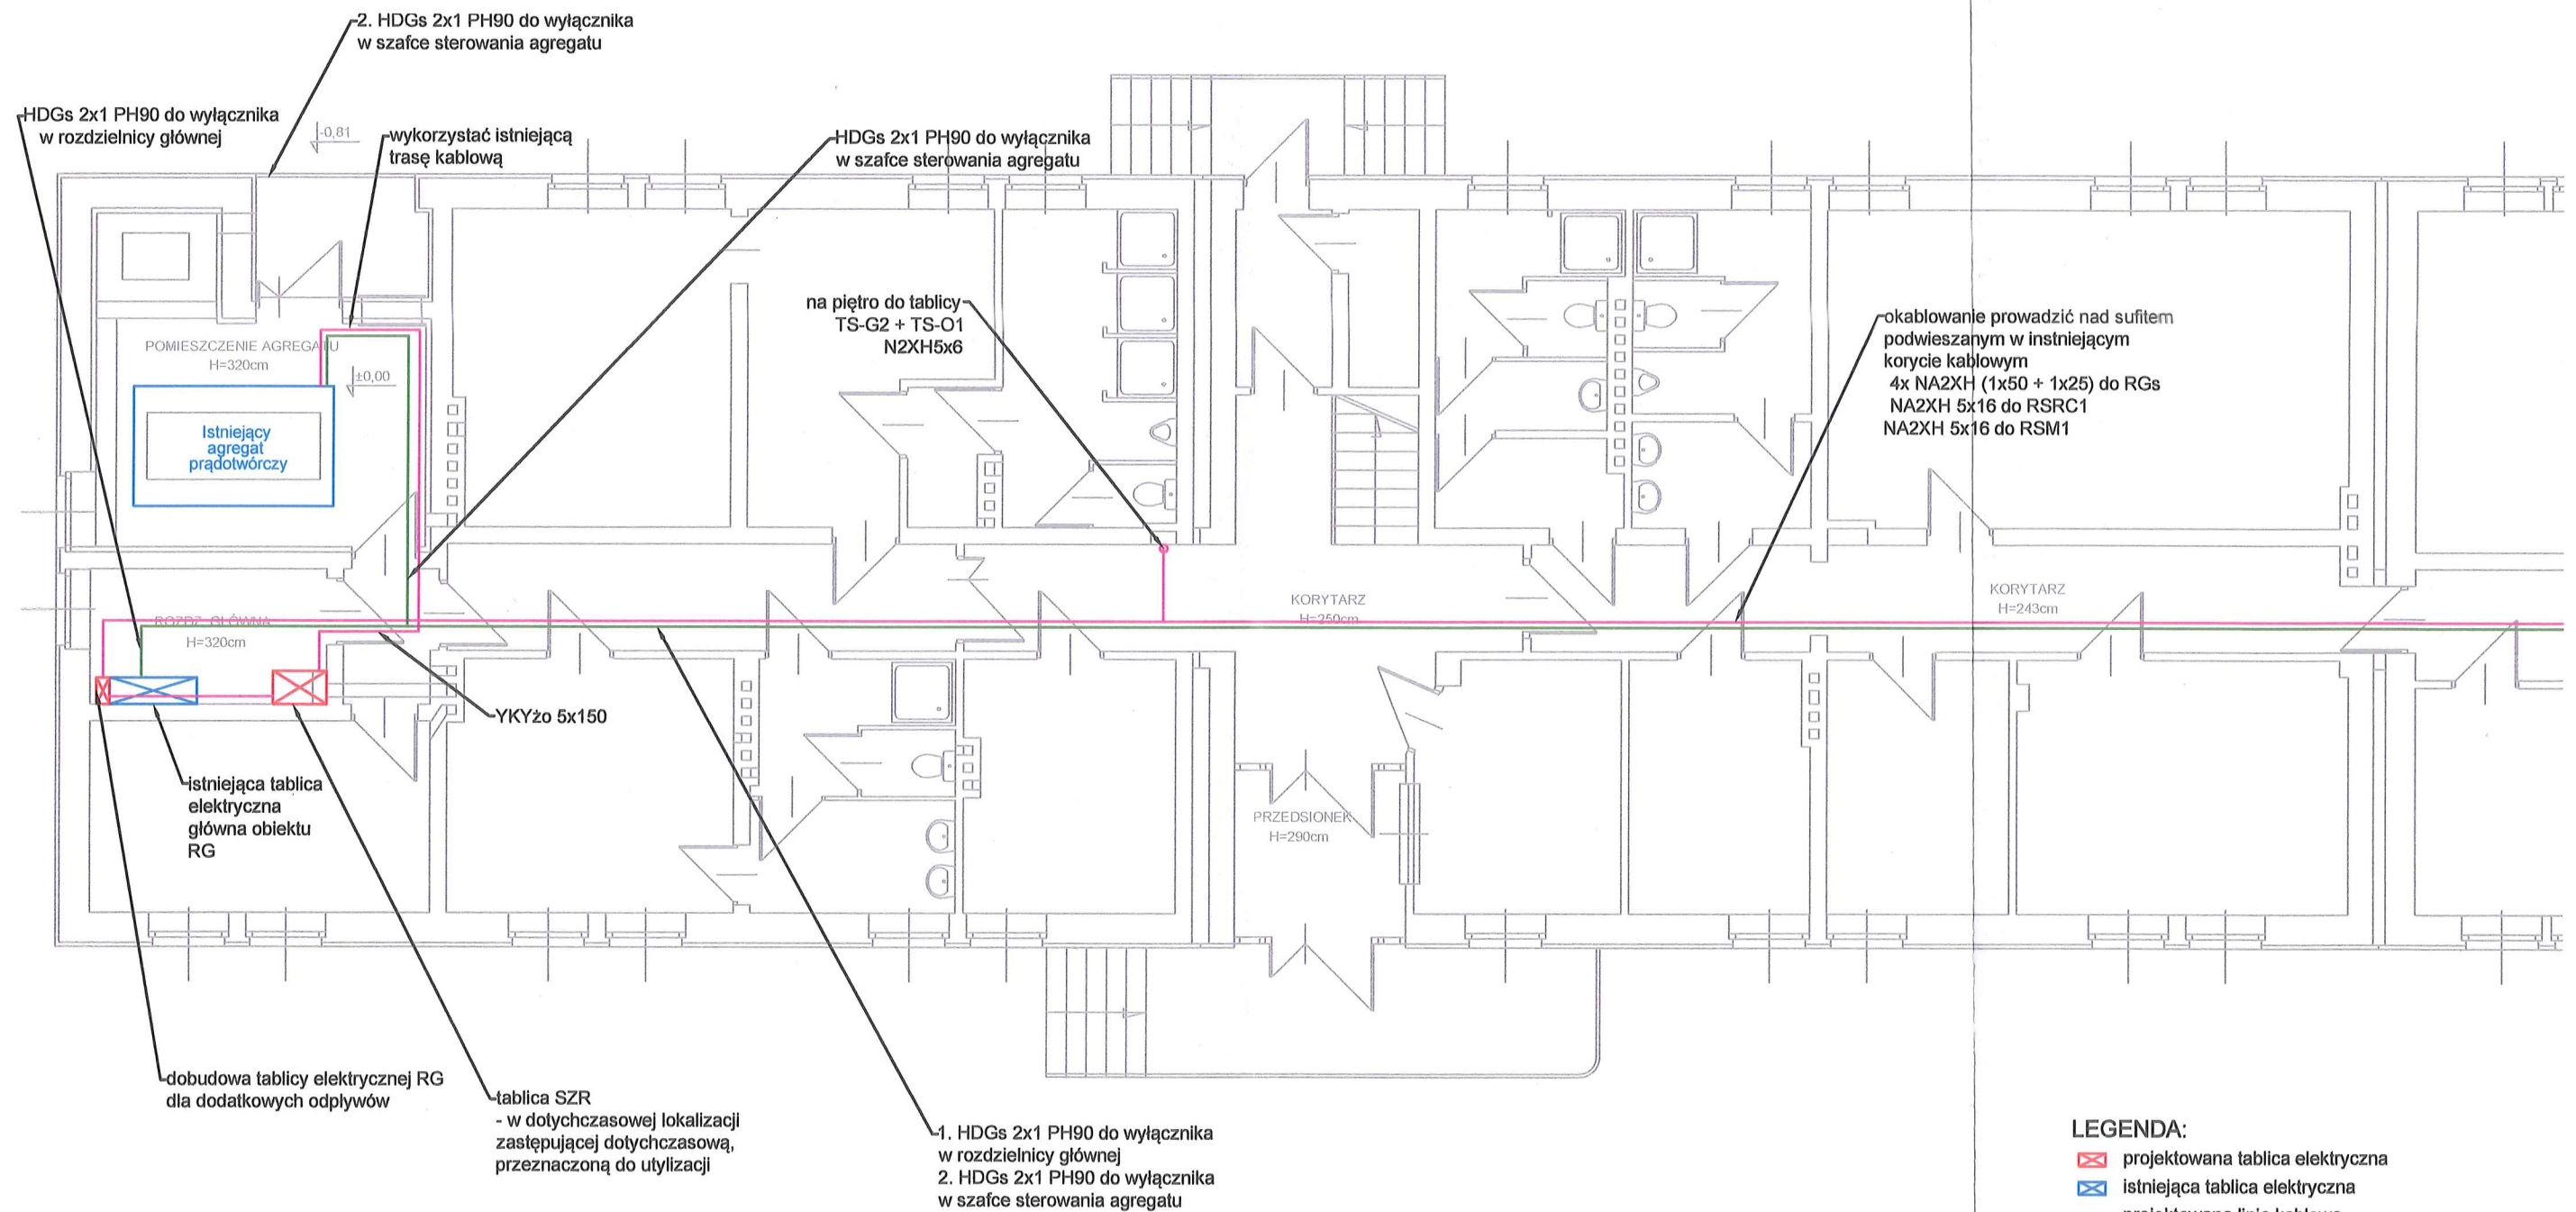 2. HDGs 2x1 PH90 do wyłącznika
w szafce sterowania agregatu
HDGs 2x1 PH90 do wyłącznika
w rozdzielnicy głównej
-0,81
wykorzystać istniejącą
trasę kablową
HDGs 2x1 PH90 do wyłącznika
w szafce sterowania agregatu
na piętro do tablicy
TS-G2 + TS-O1
N2XH5x6
okablowanie prowadzić nad sufitem
podwieszanym w instniejącym
korycie kablowym
4x NA2XH (1x50 + 1x25) do RGs
NA2XH 5x16 do RSRC1
NA2XH 5x16 do RSM1
POMIESZCZENIE AGREGATU
H=320cm
±0,00
Istniejący
agregat
prądotwórczy
ROZDZ. GŁÓWNA
H=320cm
KORYTARZ
H=250cm
KORYTARZ
H=243cm
YKYżo 5x150
istniejąca tablica
elektryczna
główna obiektu
RG
PRZEDSIONEK
H=290cm
dobudowa tablicy elektrycznej RG
dla dodatkowych odpływów
tablica SZR
- w dotychczasowej lokalizacji
zastępującej dotychczasową,
przeznaczoną do utylizacji
1. HDGs 2x1 PH90 do wyłącznika
w rozdzielnicy głównej
2. HDGs 2x1 PH90 do wyłącznika
w szafce sterowania agregatu
LEGENDA:
projektowana tablica elektryczna
istniejąca tablica elektryczna
projektowana linia kablowa